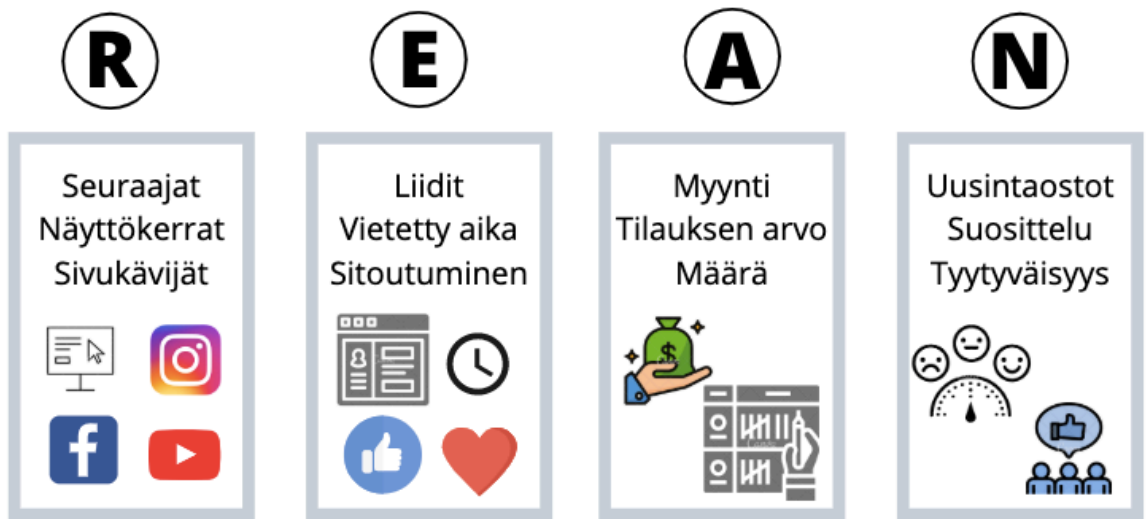 R
E
A
N
Seuraajat
Näyttökerrat
Sivukävijät
Liidit
Vietetty aika
Sitoutuminen
Myynti
Tilauksen arvo
Määrä
Uusintaostot
Suosittelu
Tyytyväisyys
$
f